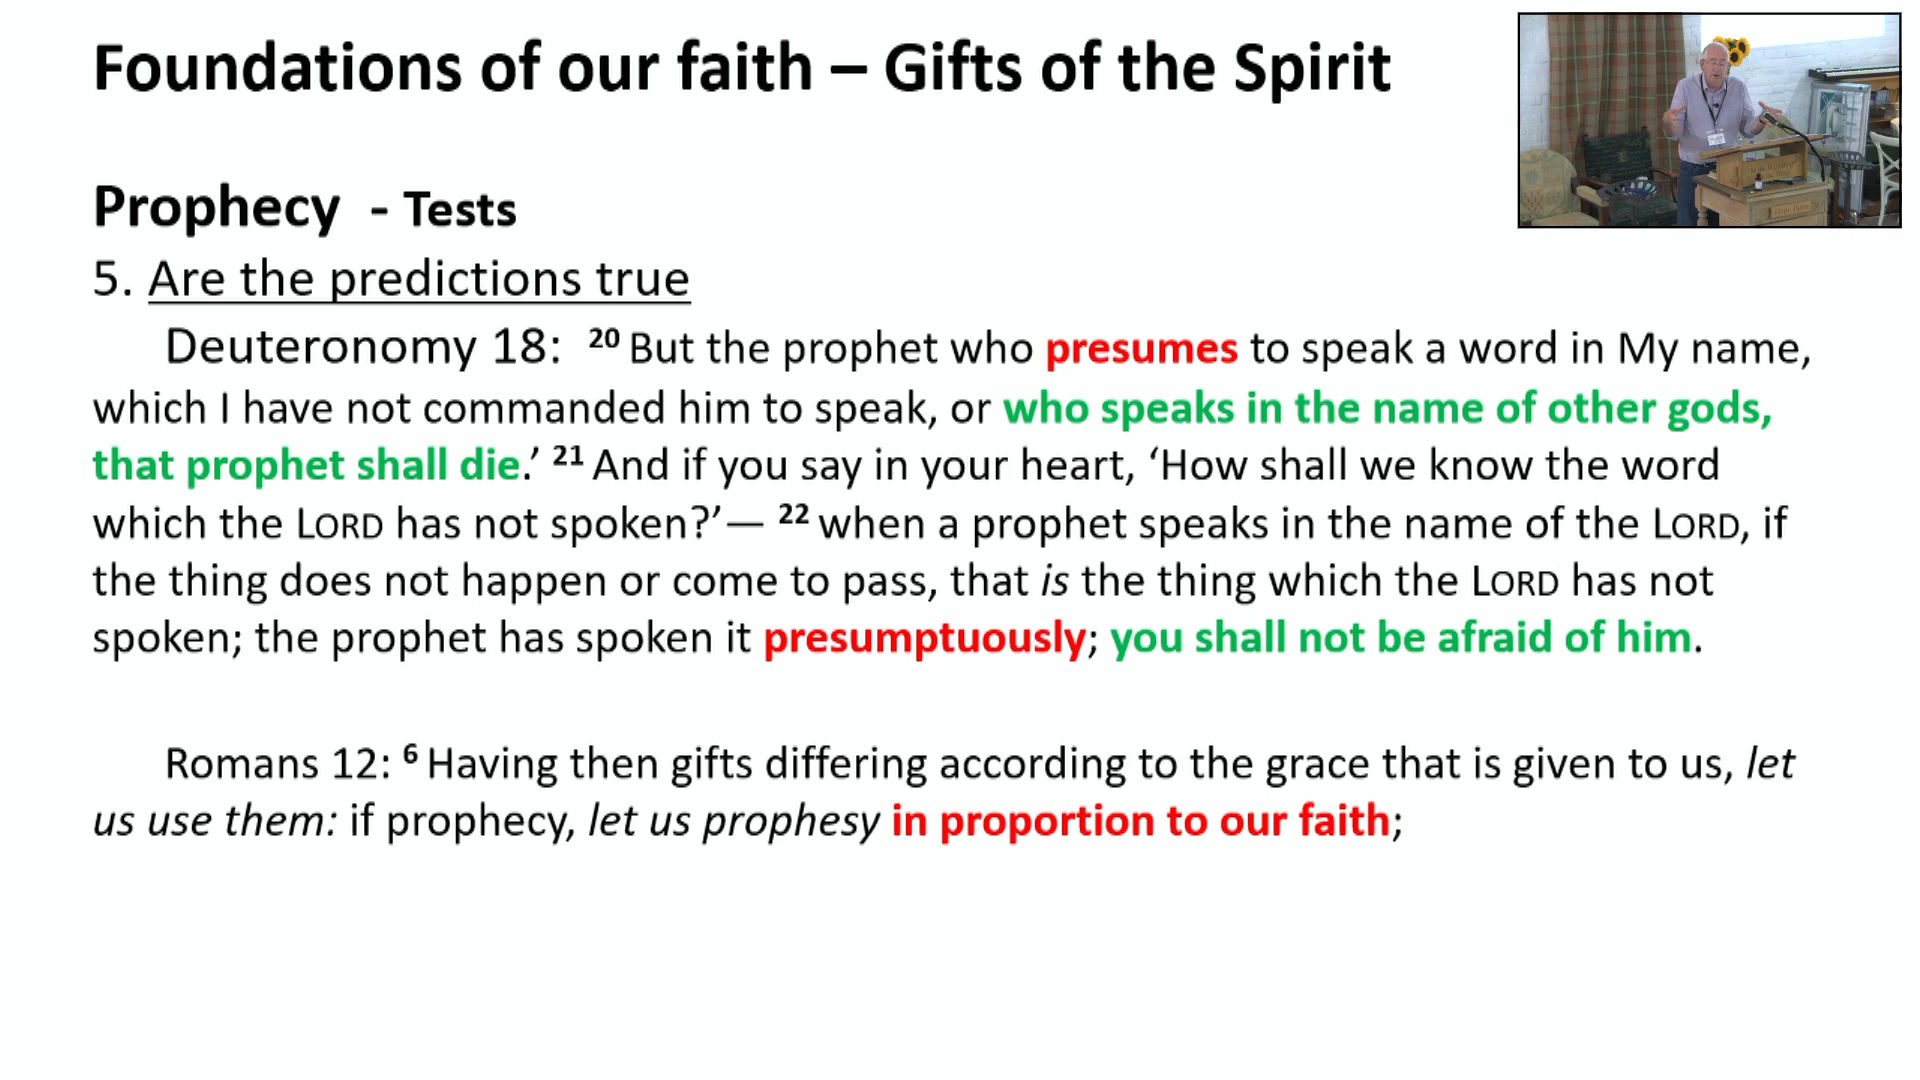 Foundations of our faith – Gifts of the Spirit
Prophecy - Tests
5. Are the predictions true
Deuteronomy 18: 20 But the prophet who presumes to speak a word in My name,
which I have not commanded him to speak, or who speaks in the name of other gods,
that prophet shall die.’ 21 And if you say in your heart, ‘How shall we know the word
which the LORD has not spoken?’— 22 when a prophet speaks in the name of the LORD, if
the thing does not happen or come to pass, that is the thing which the LORD has not
spoken; the prophet has spoken it presumptuously; you shall not be afraid of him.
Romans 12: 6 Having then gifts differing according to the grace that is given to us, let
us use them: if prophecy, let us prophesy in proportion to our faith;